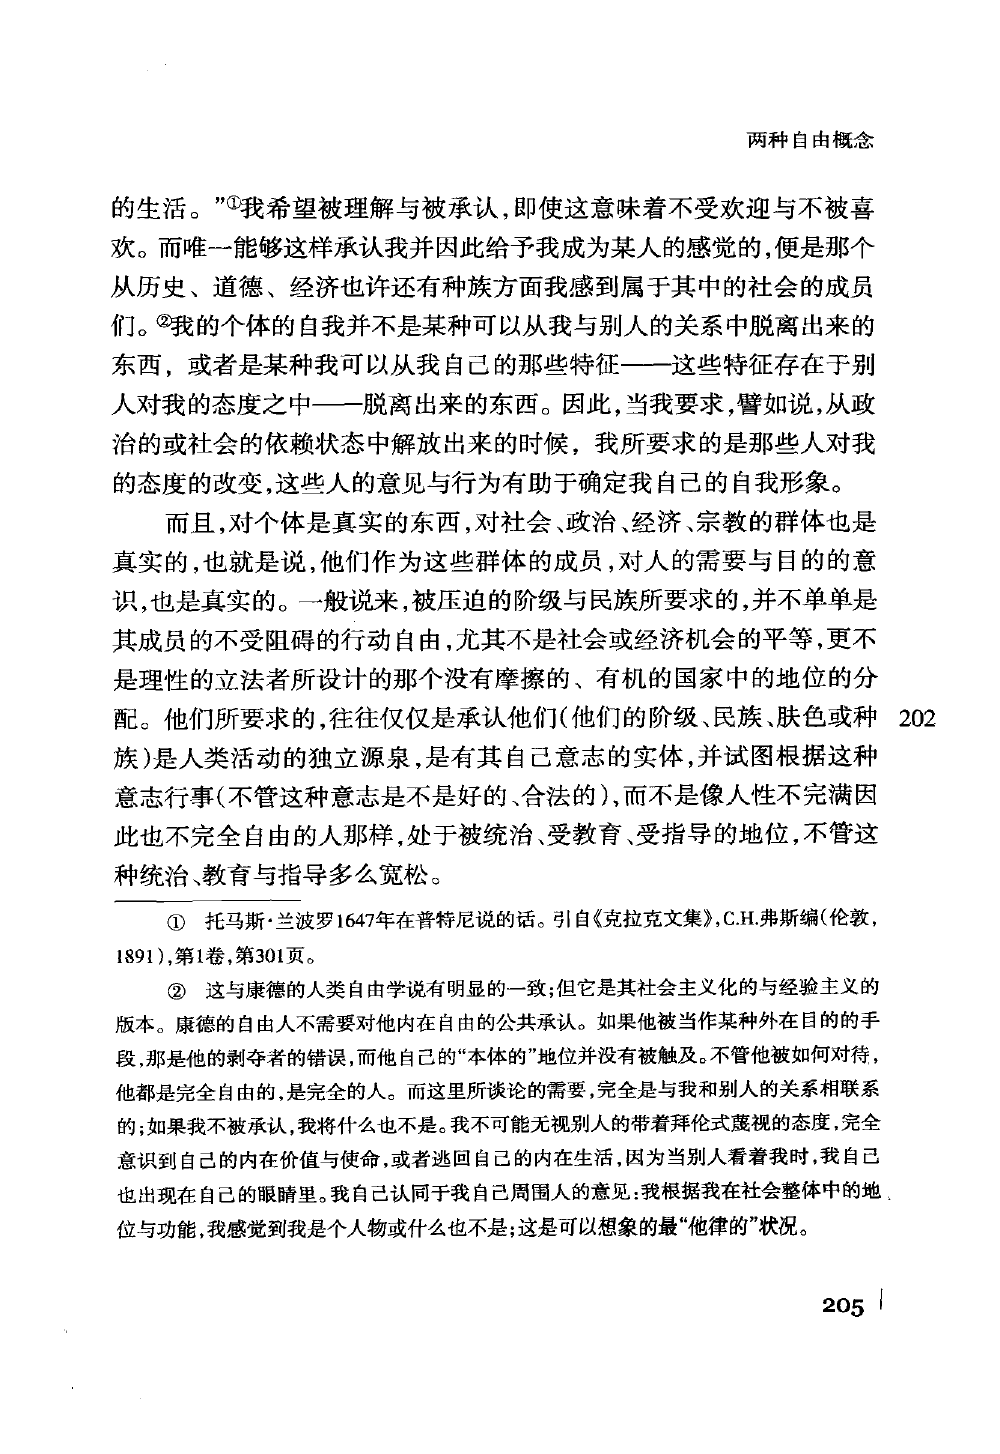 两种自由概念
的生活。”①我希望被理解与被承认,即使这意味着不受欢迎与不被喜
欢。而唯一能够这样承认我并因此给予我成为某人的感觉的,便是那个
从历史、道德、经济也许还有种族方面我感到属于其中的社会的成员
们。②我的个体的自我并不是某种可以从我与别人的关系中脱离出来的
东西，或者是某种我可以从我自己的那些特征——这些特征存在于别
人对我的态度之中——脱离出来的东西。因此,当我要求,譬如说,从政
治的或社会的依赖状态中解放出来的时候，我所要求的是那些人对我
的态度的改变,这些人的意见与行为有助于确定我自己的自我形象。
而且,对个体是真实的东西,对社会、政治、经济、宗教的群体也是
真实的,也就是说,他们作为这些群体的成员,对人的需要与目的的意
识,也是真实的。一般说来,被压迫的阶级与民族所要求的,并不单单是
其成员的不受阻碍的行动自由,尤其不是社会或经济机会的平等,更不
是理性的立法者所设计的那个没有摩擦的、有机的国家中的地位的分
配。他们所要求的,往往仅仅是承认他们(他们的阶级、民族、肤色或种 202
族)是人类活动的独立源泉,是有其自己意志的实体,并试图根据这种
意志行事(不管这种意志是不是好的、合法的),而不是像人性不完满因
此也不完全自由的人那样,处于被统治、受教育、受指导的地位,不管这
种统治、教育与指导多么宽松。
① 托马斯·兰波罗1647年在普特尼说的话。引自《克拉克文集》,C.H.弗斯编(伦敦,
1891),第1卷,第301页。
② 这与康德的人类自由学说有明显的一致;但它是其社会主义化的与经验主义的
版本。康德的自由人不需要对他内在自由的公共承认。如果他被当作某种外在目的的手
段,那是他的剥夺者的错误,而他自己的“本体的”地位并没有被触及。不管他被如何对待,
他都是完全自由的、是完全的人。而这里所谈论的需要,完全是与我和别人的关系相联系
的;如果我不被承认,我将什么也不是。我不可能无视别人的带着拜伦式蔑视的态度,完全
意识到自己的内在价值与使命,或者逃回自己的内在生活,因为当别人看着我时,我自己
也出现在自己的眼睛里。我自己认同于我自己周围人的意见:我根据我在社会整体中的地
位与功能,我感觉到我是个人物或什么也不是;这是可以想象的最“他律的”状况。
205